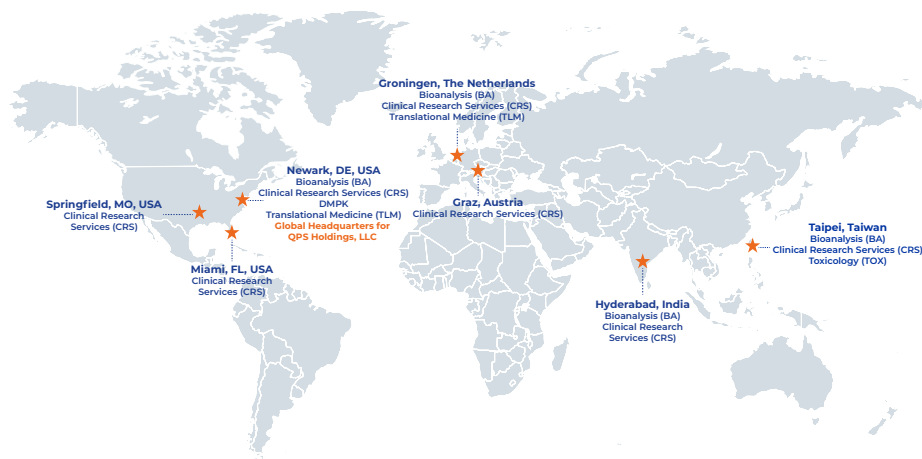 Groningen, The Netherlands
Bioanalysis (BA)
Clinical Research Services (CRS)
Translational Medicine (TLM)
Newark, DE, USA
Bioanalysis (BA)
Clinical Research Services (CRS)
DMPK
Translational Medicine (TLM)
Global Headquarters for
QPS Holdings, LLC
Springfield, MO, USA
Clinical Research
Services (CRS)
Graz, Austria
Clinical Research Services (CRS)
Taipei, Taiwan
Bioanalysis (BA)
Clinical Research Services (CRS)
Toxicology (TOX)
Miami, FL, USA
Clinical Research
Services (CRS)
Hyderabad, India
Bioanalysis (BA)
Clinical Research
Services (CRS)